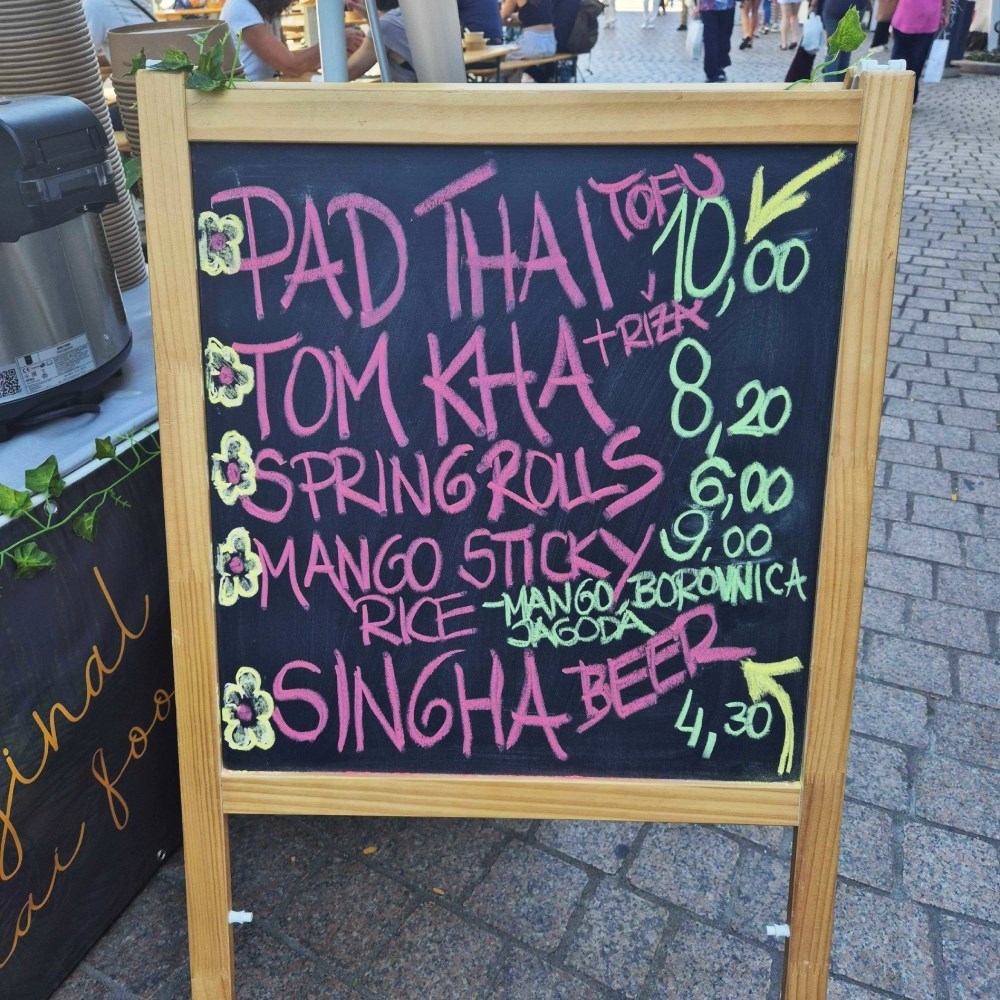 PAD THAI TOFU 10,00
TOM KHA + RIŽA 8,20
SPRING ROLLS 6,00
MANGO STICKY 9,00
RICE -MANGO, BOROVNICA
JAGODA
SINGHA BEER 4,30